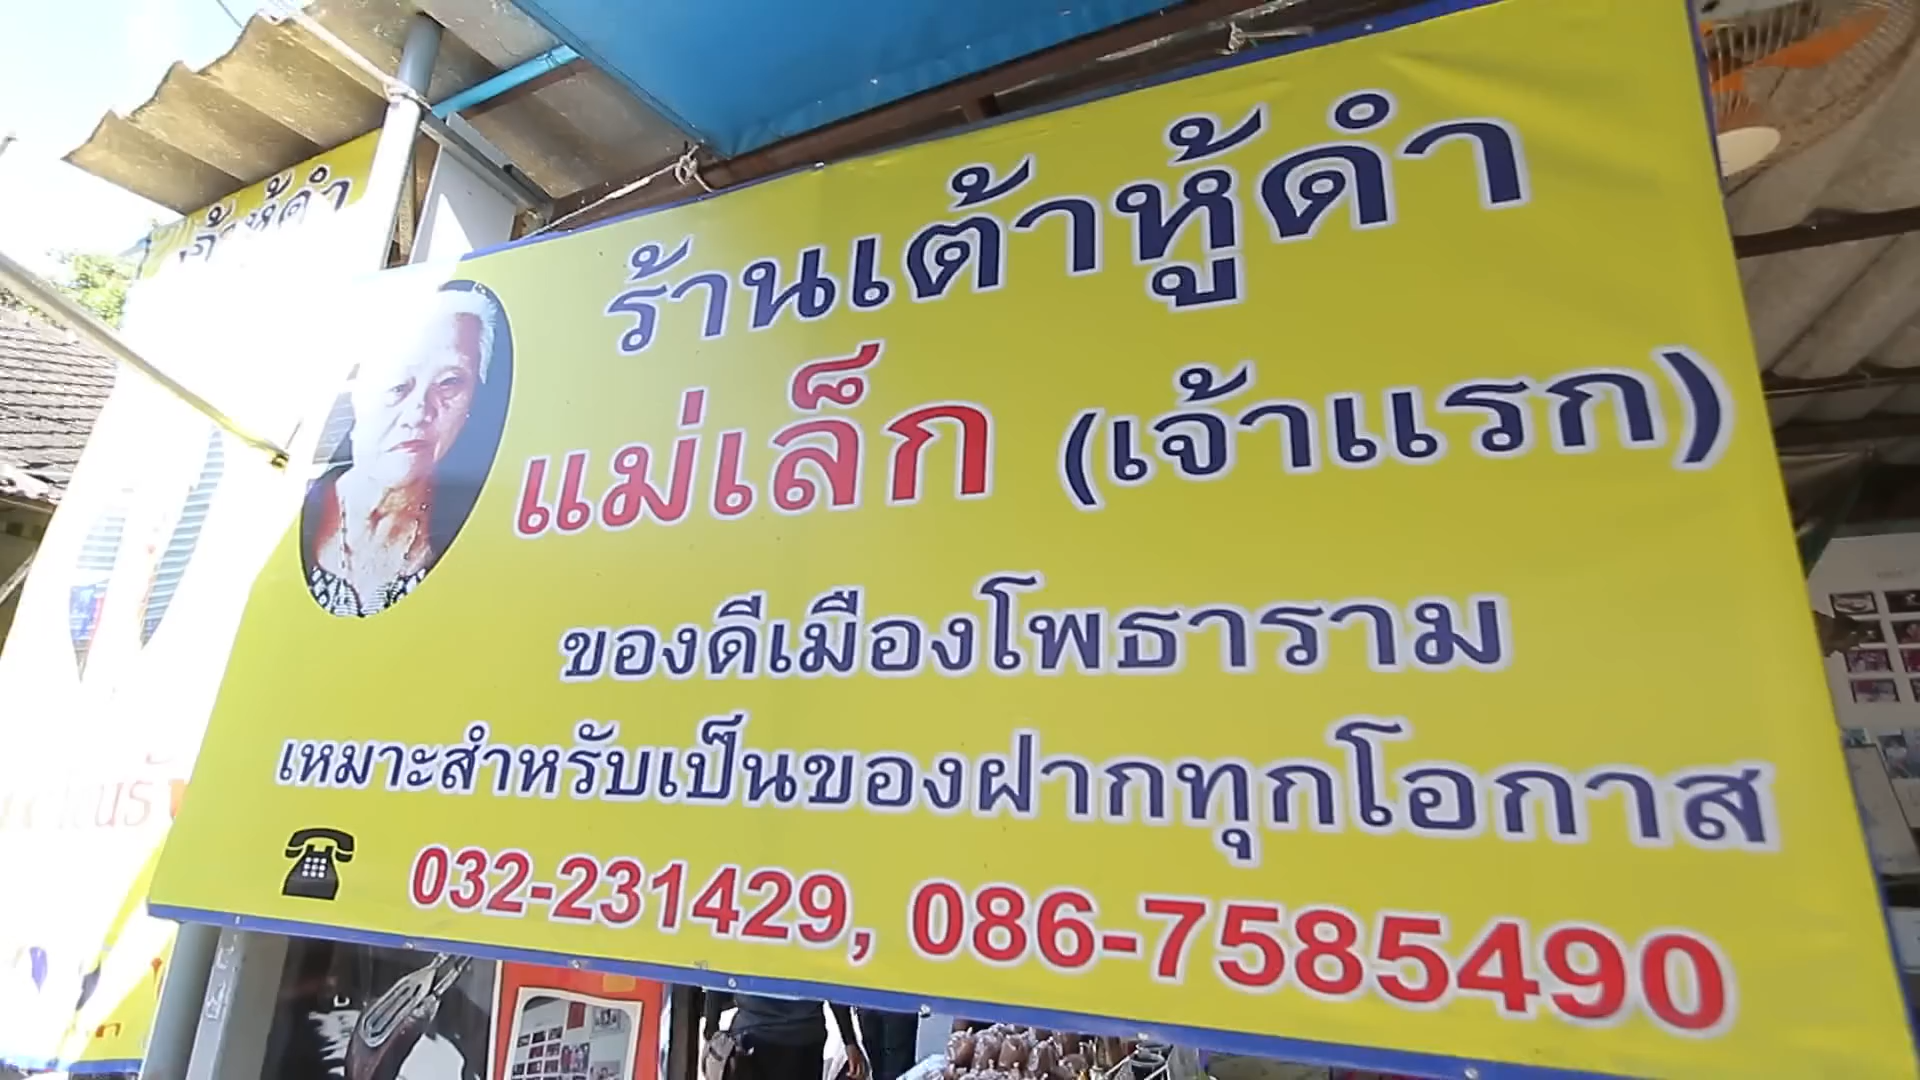 ร้านเต้าหู้ดำ
แม่เล็ก (เจ้าแรก)
ของดีเมืองโพธาราม
เหมาะสำหรับเป็นของฝากทุกโอกาส
032-231429, 086-7585490